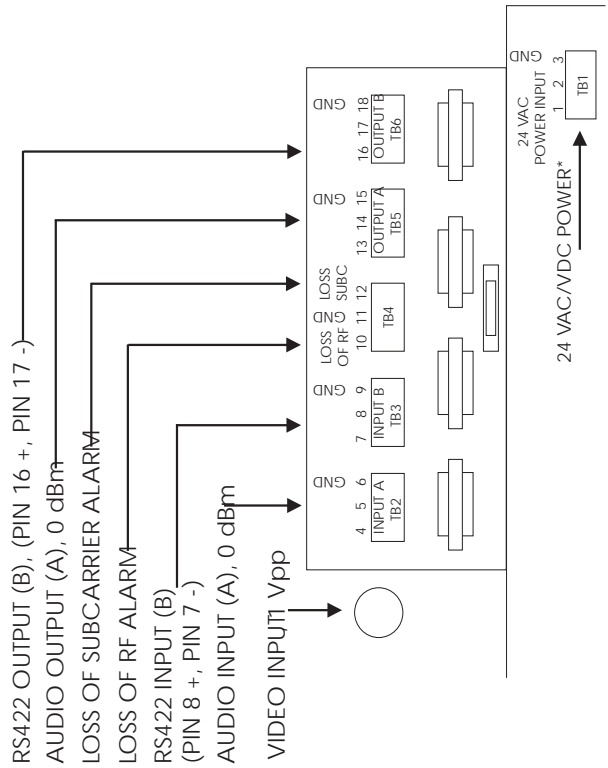 RS422 OUTPUT (B), (PIN 16 +, PIN 17 -)
AUDIO OUTPUT (A), 0 dBm
LOSS OF SUBCARRIER ALARM
LOSS OF RF ALARM
RS422 INPUT (B)
(PIN 8 +, PIN 7 -)
AUDIO INPUT (A), 0 dBm
VIDEO INPUT1 Vpp
GND
4 5 6
INPUT A
TB2
GND
7 8 9
INPUT B
TB3
LOSS
OF RF
GND
LOSS
SUBC
10 11 12
TB4
GND
13 14 15
OUTPUT A
TB5
GND
16 17 18
OUTPUT B
TB6
24 VAC
POWER INPUT
GND
1 2 3
TB1
24 VAC/VDC POWER*